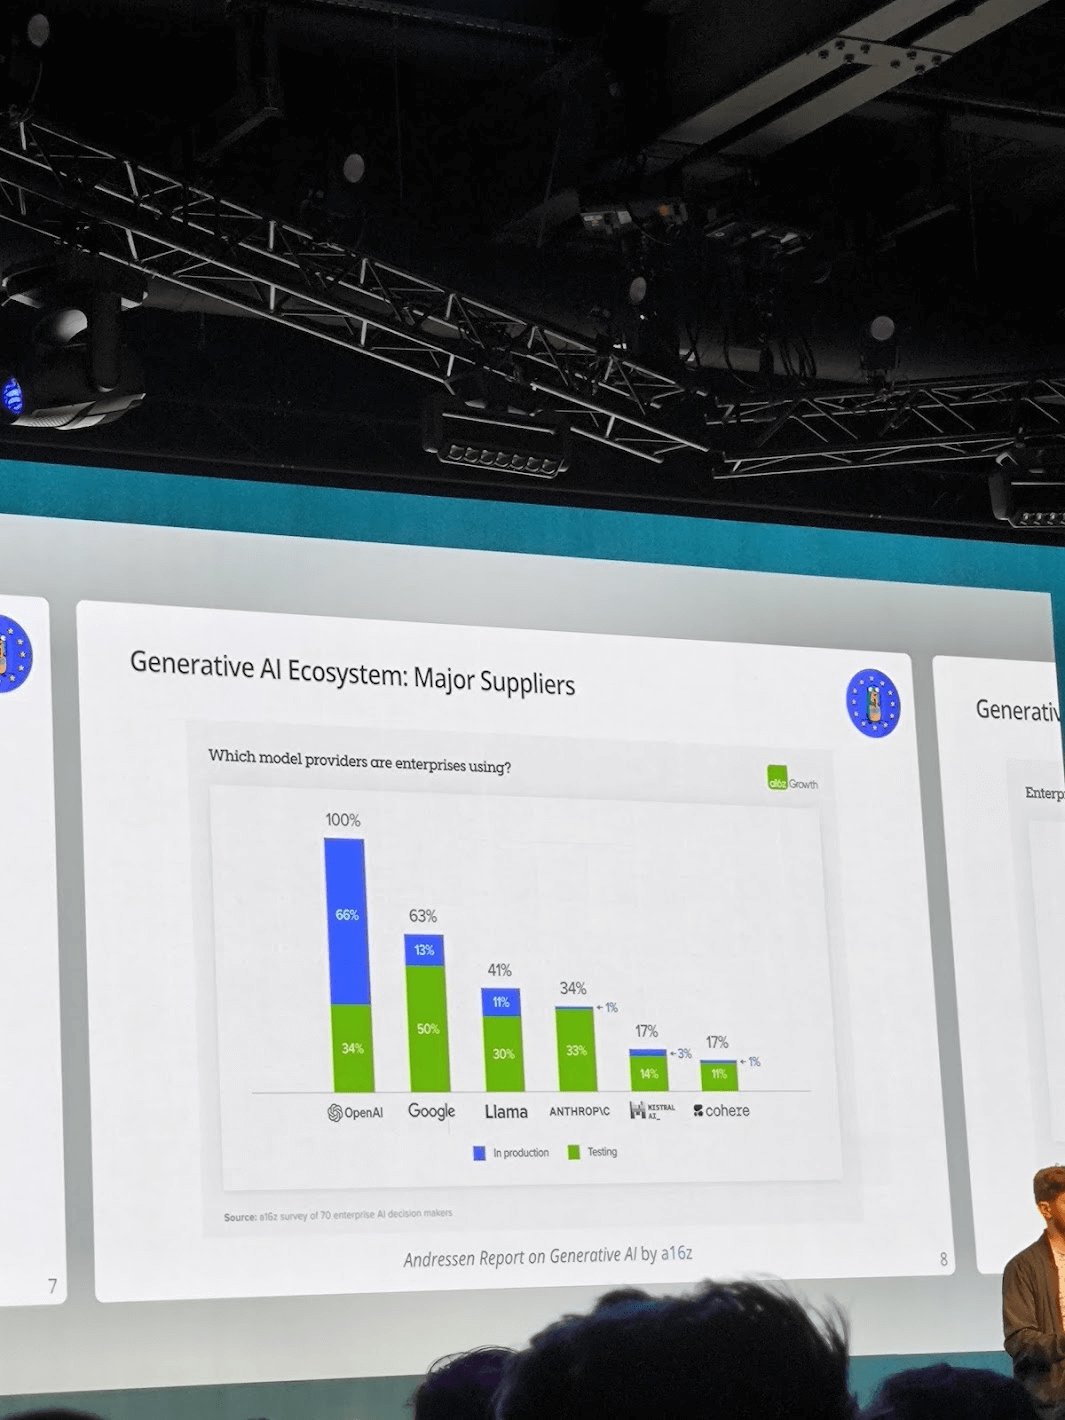 Generative AI Ecosystem: Major Suppliers
Which model providers are enterprises using?
a16z Growth
100%
66%
34%
63%
13%
50%
41%
11%
30%
34%
←1%
33%
17%
←3%
14%
17%
←1%
11%
OpenAI
Google
Llama
ANTHROP\C
MISTRAL
AI_
cohere
In production
Testing
Source: a16z survey of 70 enterprise AI decision makers
Andressen Report on Generative AI by a16z
8
7
Generativ
Enterp